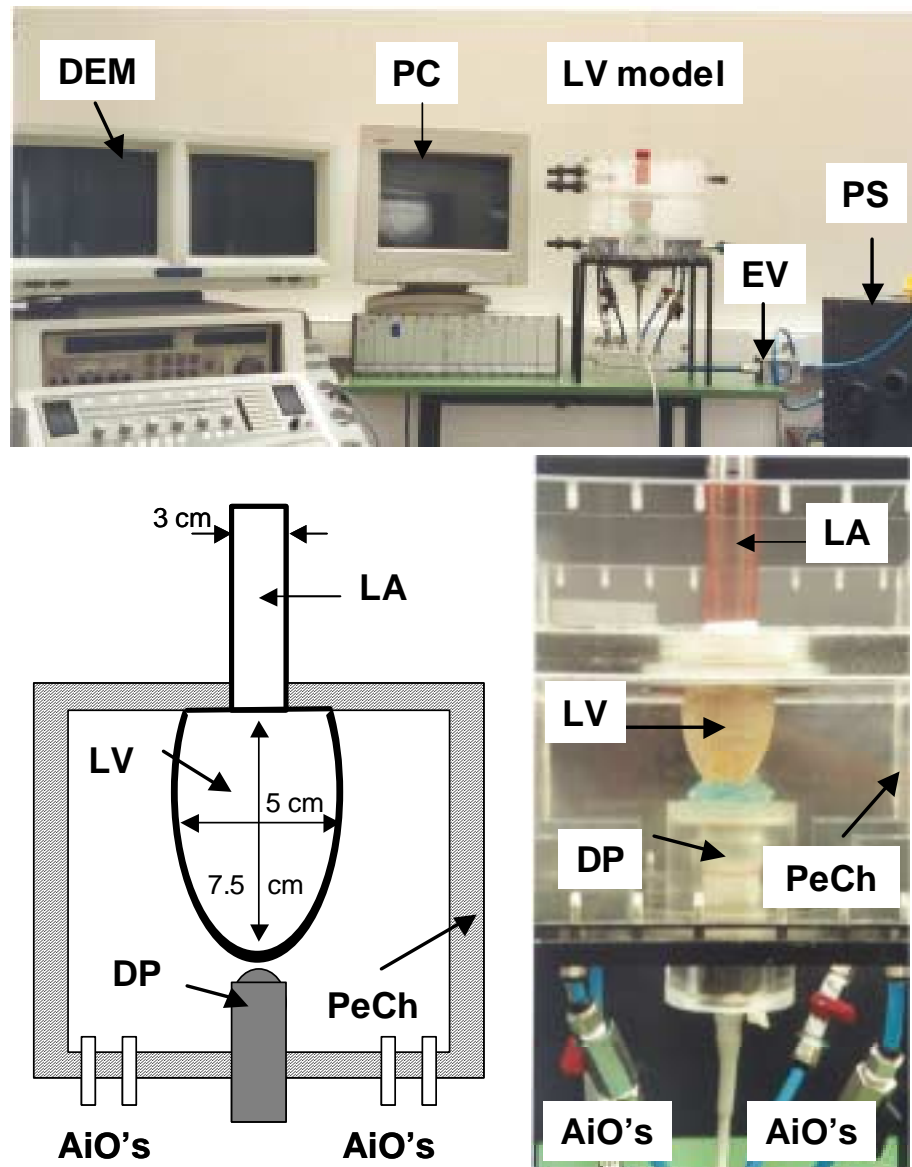 DEM
PC
LV model
PS
EV
3 cm
LA
LV
5 cm
7.5 cm
DP
PeCh
AiO's
AiO's
LA
LV
DP
PeCh
AiO's
AiO's